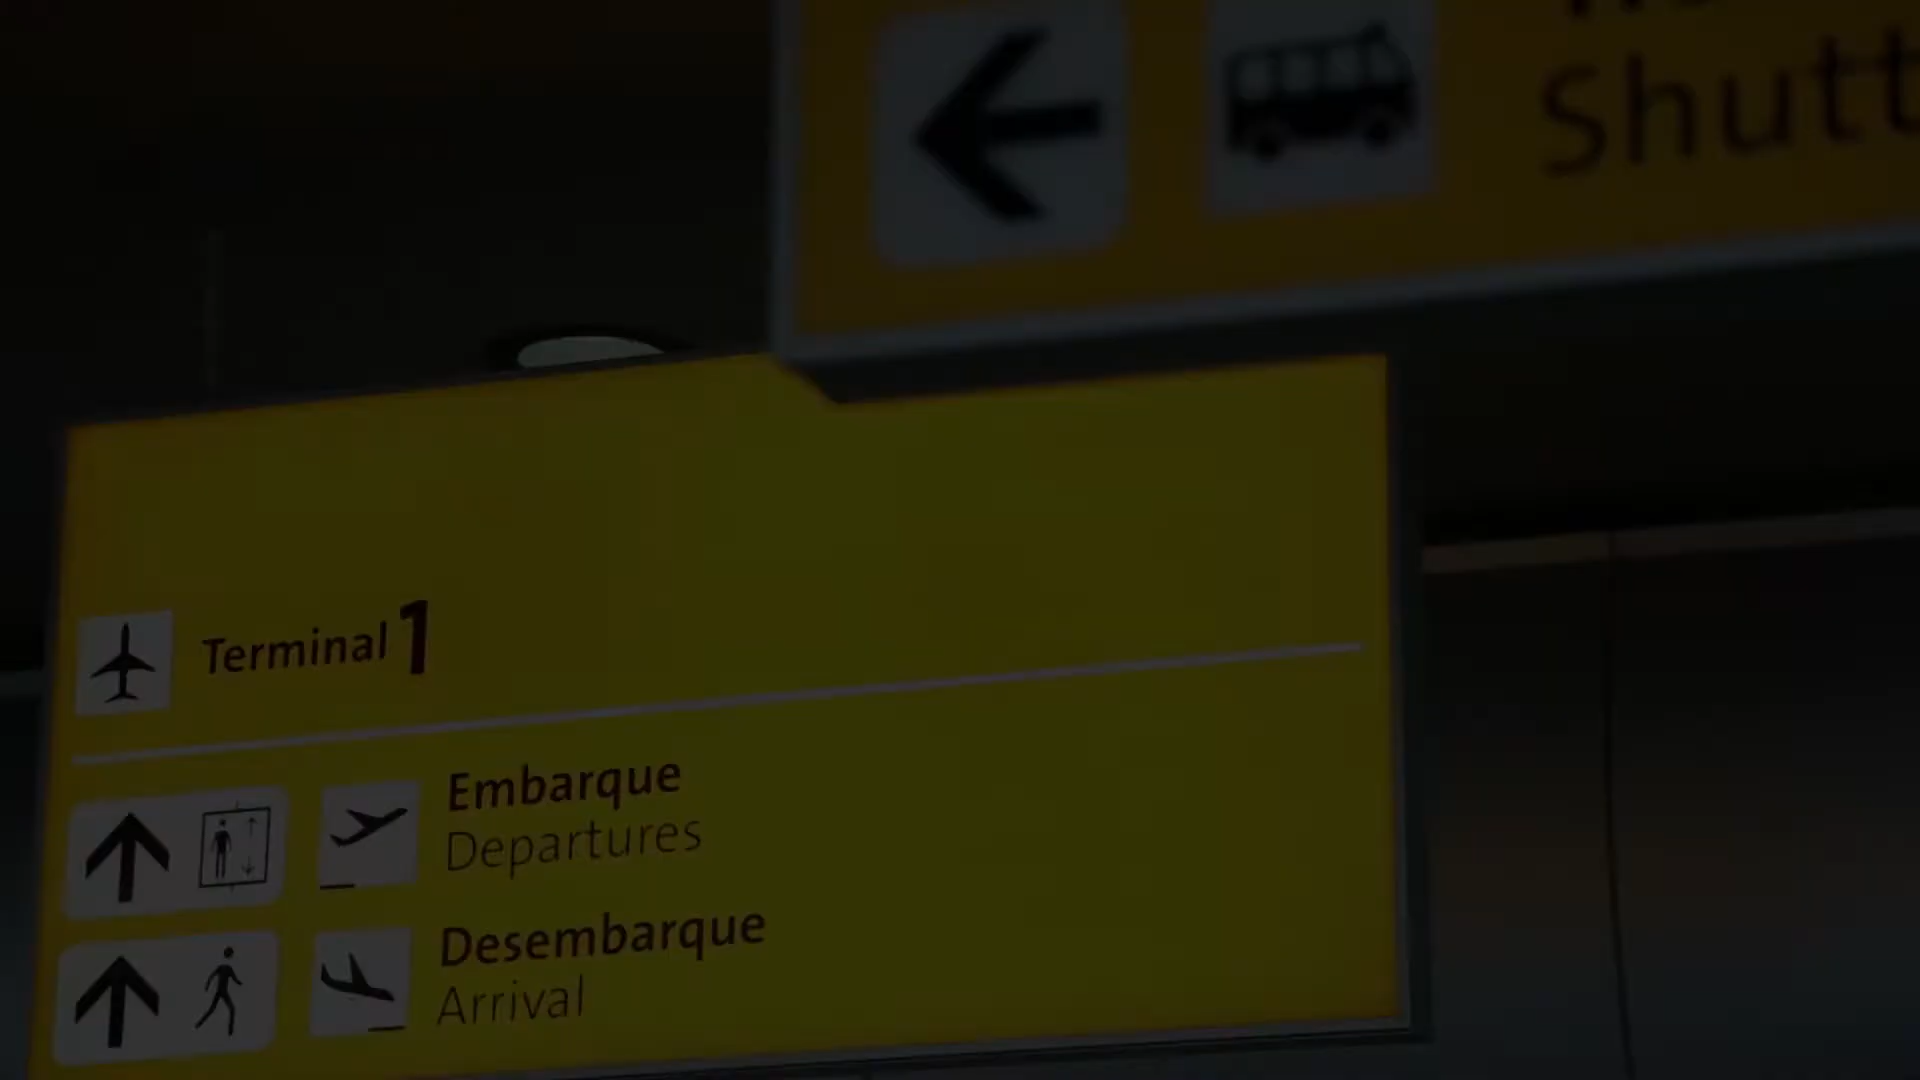 Shutt
Terminal 1
Embarque
Departures
Desembarque
Arrival